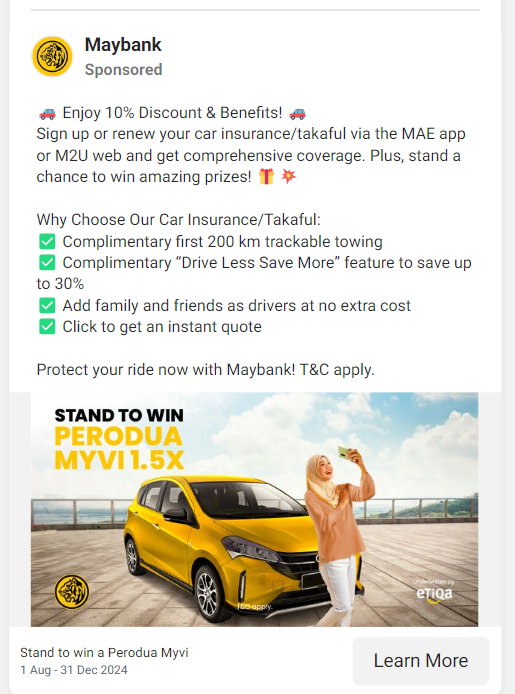 Maybank
Sponsored
🚗 Enjoy 10% Discount & Benefits! 🚗
Sign up or renew your car insurance/takaful via the MAE app
or M2U web and get comprehensive coverage. Plus, stand a
chance to win amazing prizes! 🎁 💥
Why Choose Our Car Insurance/Takaful:
✅ Complimentary first 200 km trackable towing
✅ Complimentary “Drive Less Save More” feature to save up
to 30%
✅ Add family and friends as drivers at no extra cost
✅ Click to get an instant quote
Protect your ride now with Maybank! T&C apply.
STAND TO WIN
PERODUA
MYVI 1.5X
Underwritten by
eTiQa
T&C apply.
Stand to win a Perodua Myvi
1 Aug - 31 Dec 2024
Learn More